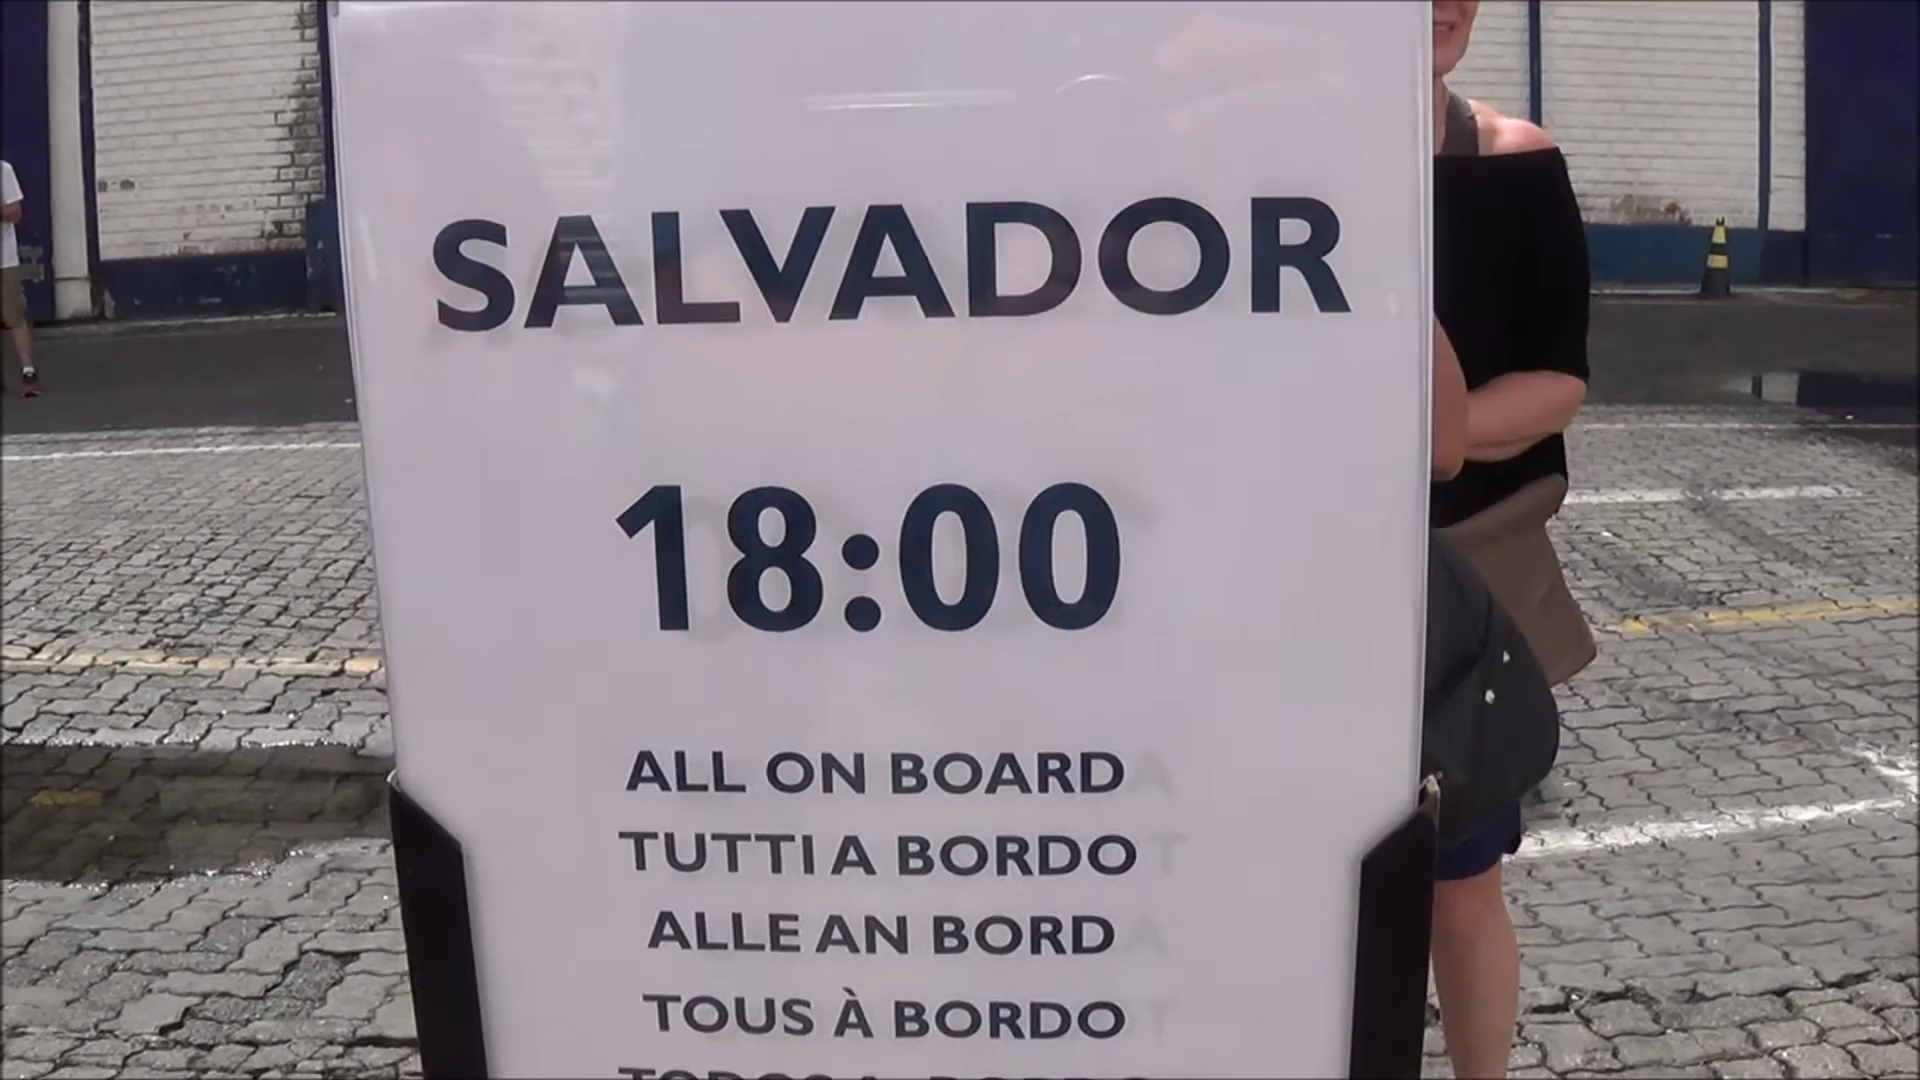 SALVADOR
18:00
ALL ON BOARD
TUTTI A BORDO
ALLE AN BORD
TOUS À BORDO